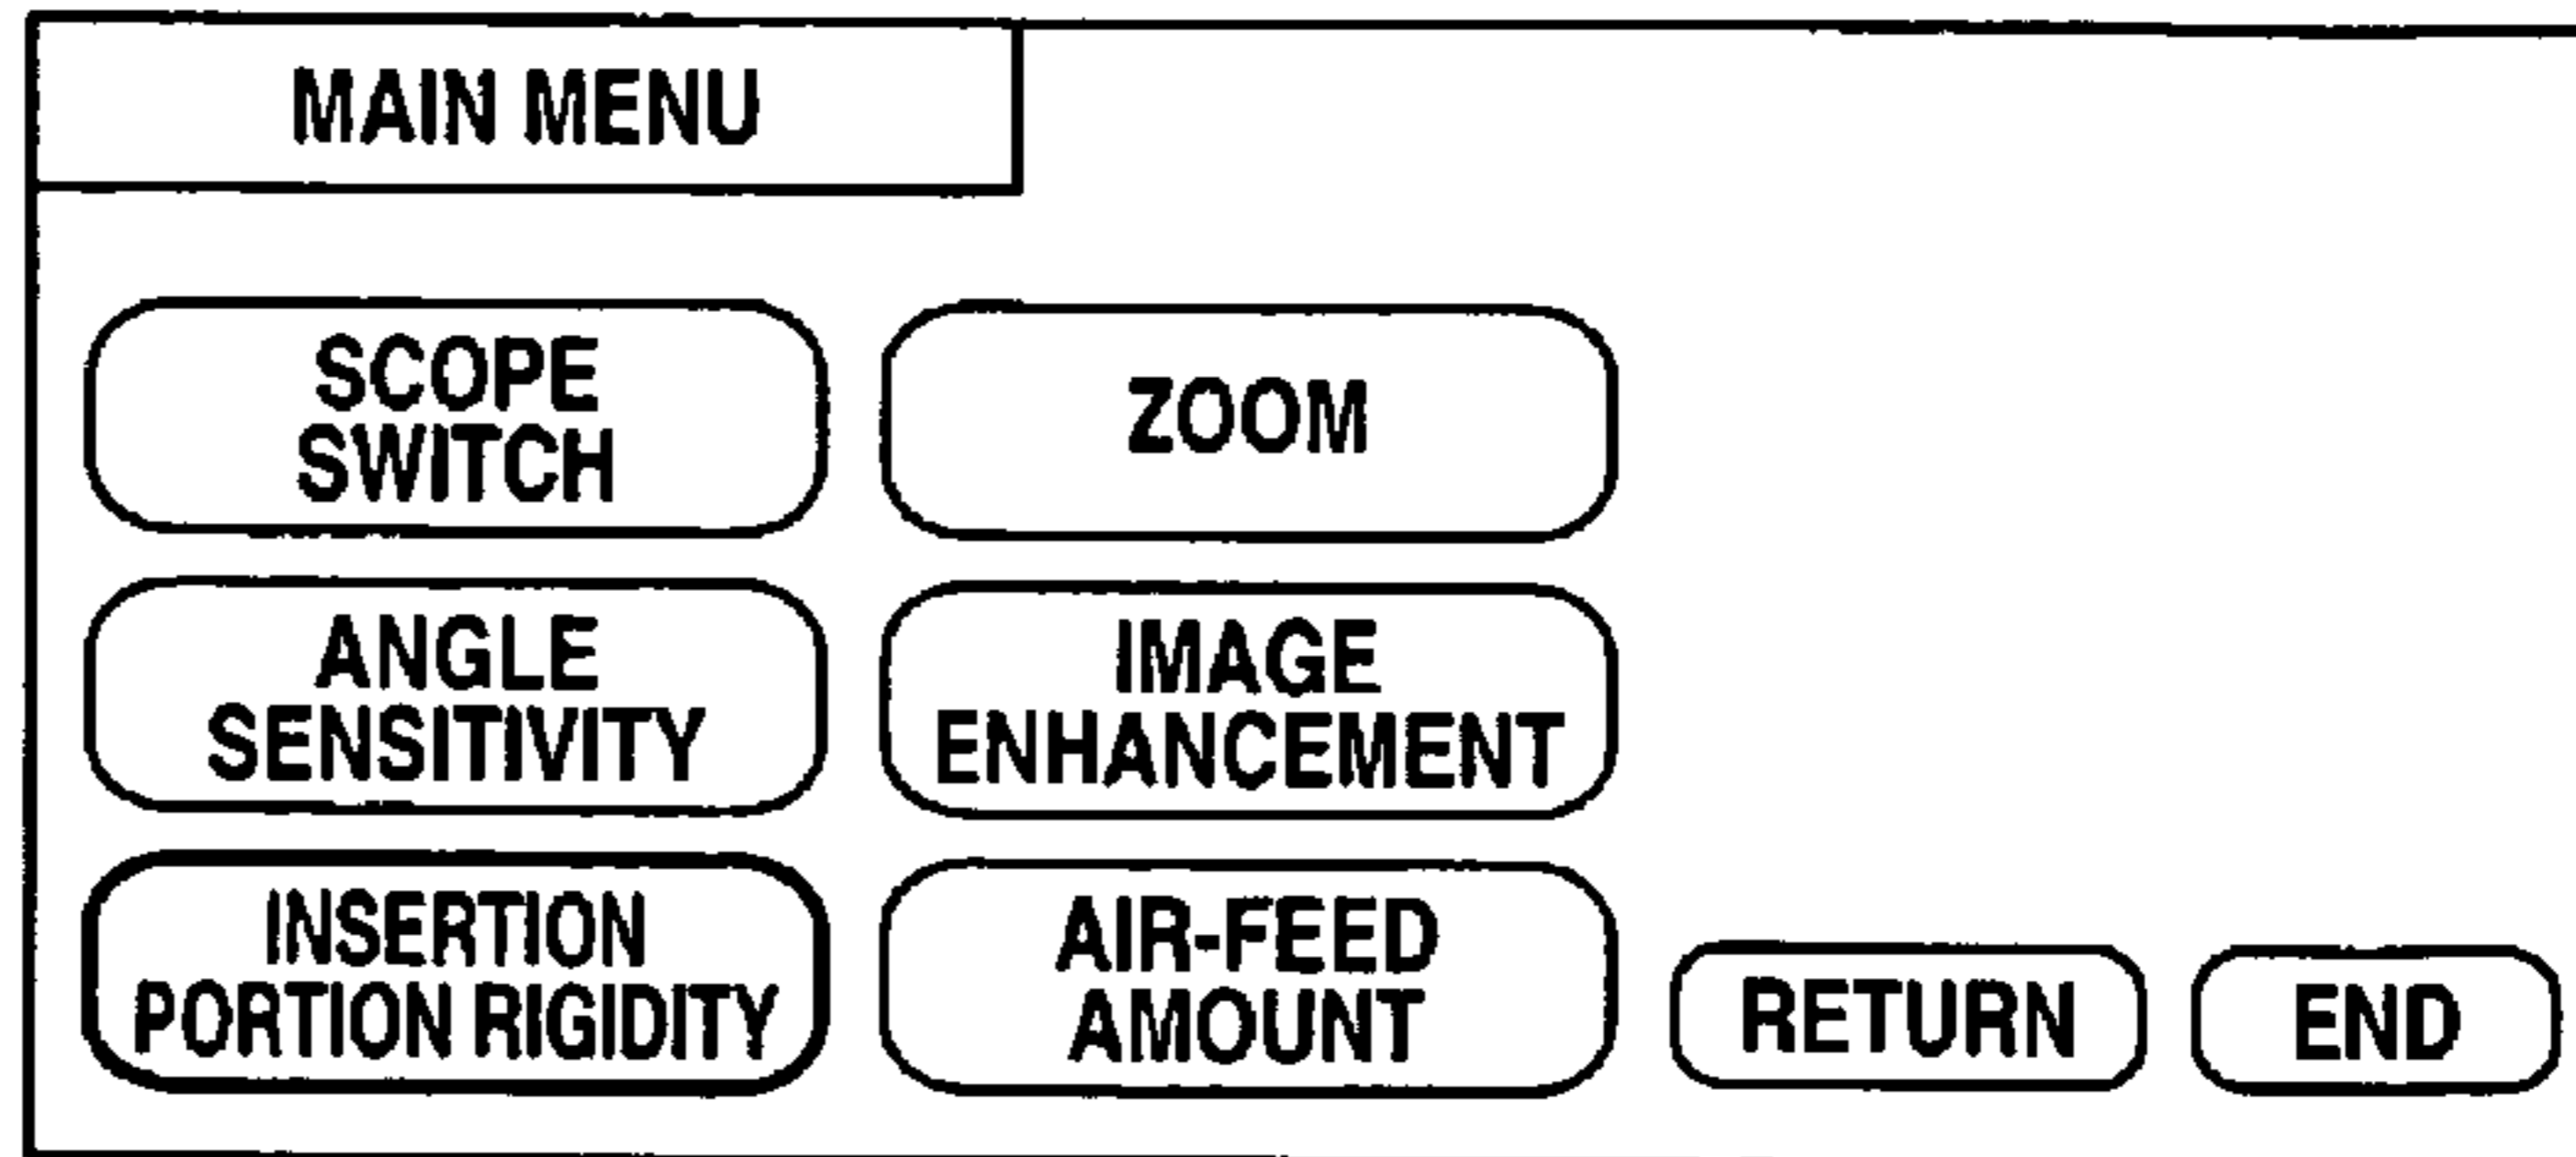 MAIN MENU
SCOPE
SWITCH
ZOOM
ANGLE
SENSITIVITY
IMAGE
ENHANCEMENT
INSERTION
PORTION RIGIDITY
AIR-FEED
AMOUNT
RETURN
END